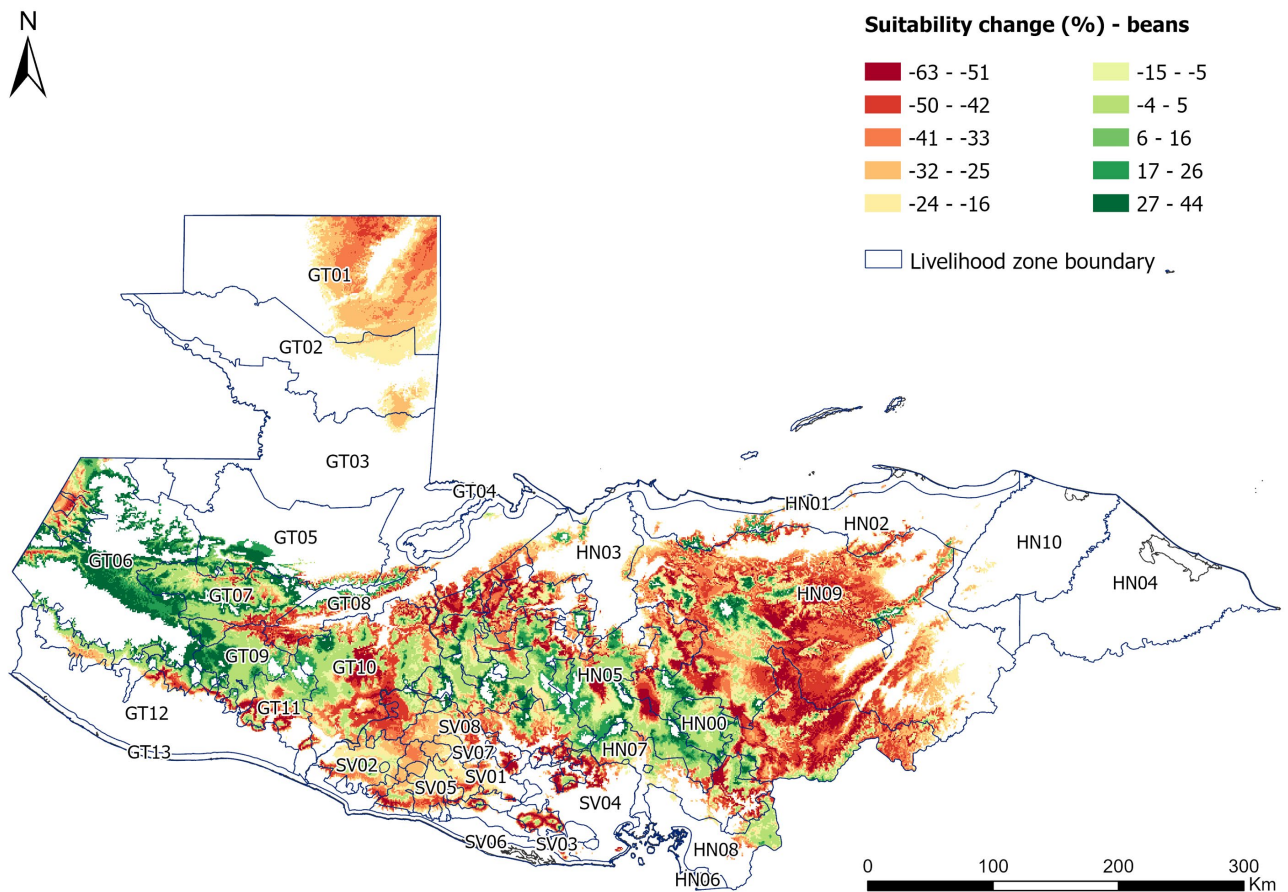 N
Suitability change (%) - beans
-63 - -51
-50 - -42
-41 - -33
-32 - -25
-24 - -16
-15 - -5
-4 - 5
6 - 16
17 - 26
27 - 44
Livelihood zone boundary
GT01
GT02
GT03
GT04
HN01
HN02
HN03
GT05
HN10
GT06
HN04
GT07
HN09
GT08
GT09
GT10
HN05
GT11
GT12
HN00
SV08
GT13
SV07
HN07
SV02
SV01
SV05
SV04
SV06
SV03
HN08
HN06
0
100
200
300
Km